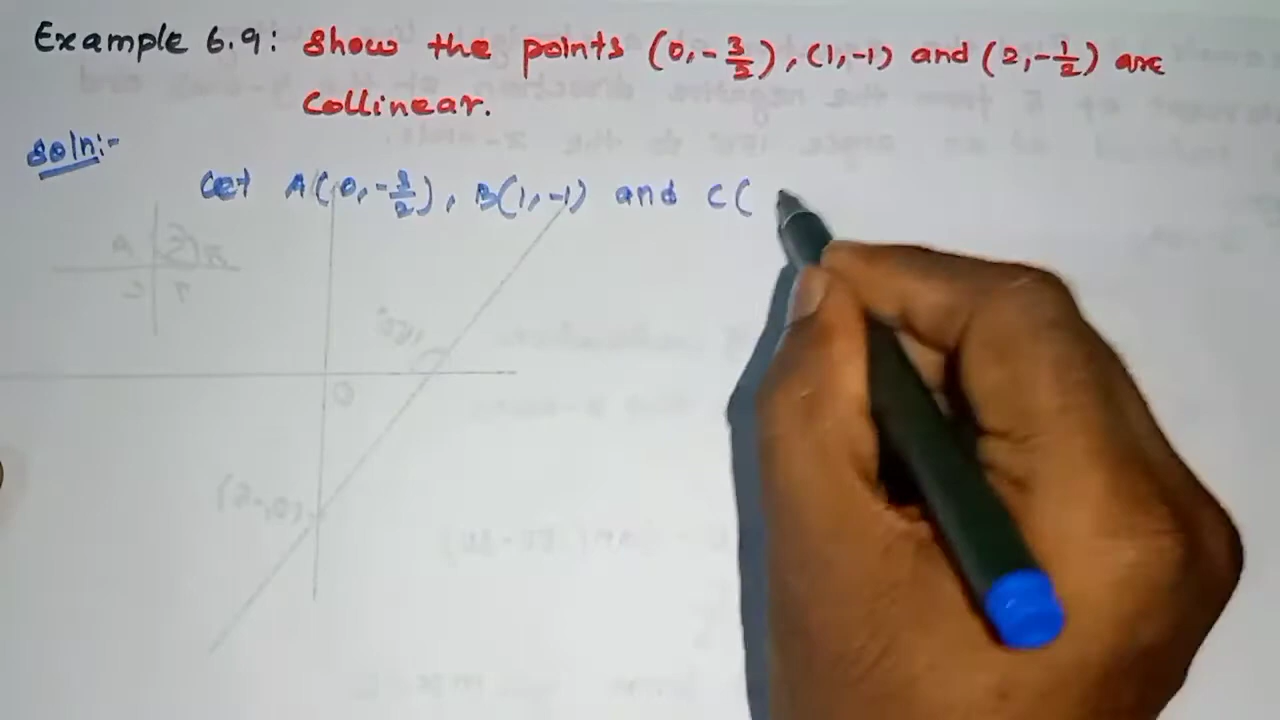 Example 6.9: Show the points (0, -3/2), (1, -1) and (2, -1/2) are
Collinear.
Soln:-
Let A(0, -3/2), B(1, -1) and C(